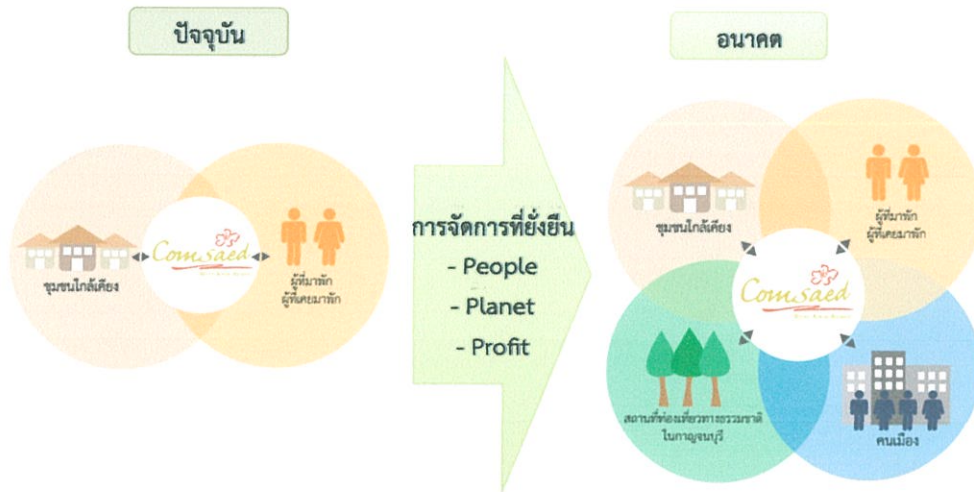 ปัจจุบัน
ชุมชนใกล้เคียง
Comsaed
ผู้ที่มาพัก
ผู้ที่เคยมาพัก
การจัดการที่ยั่งยืน
- People
- Planet
- Profit
อนาคต
ชุมชนใกล้เคียง
ผู้ที่มาพัก
ผู้ที่เคยมาพัก
Comsaed
สถานที่ท่องเที่ยวทางธรรมชาติ
ในกาญจนบุรี
คนเมือง